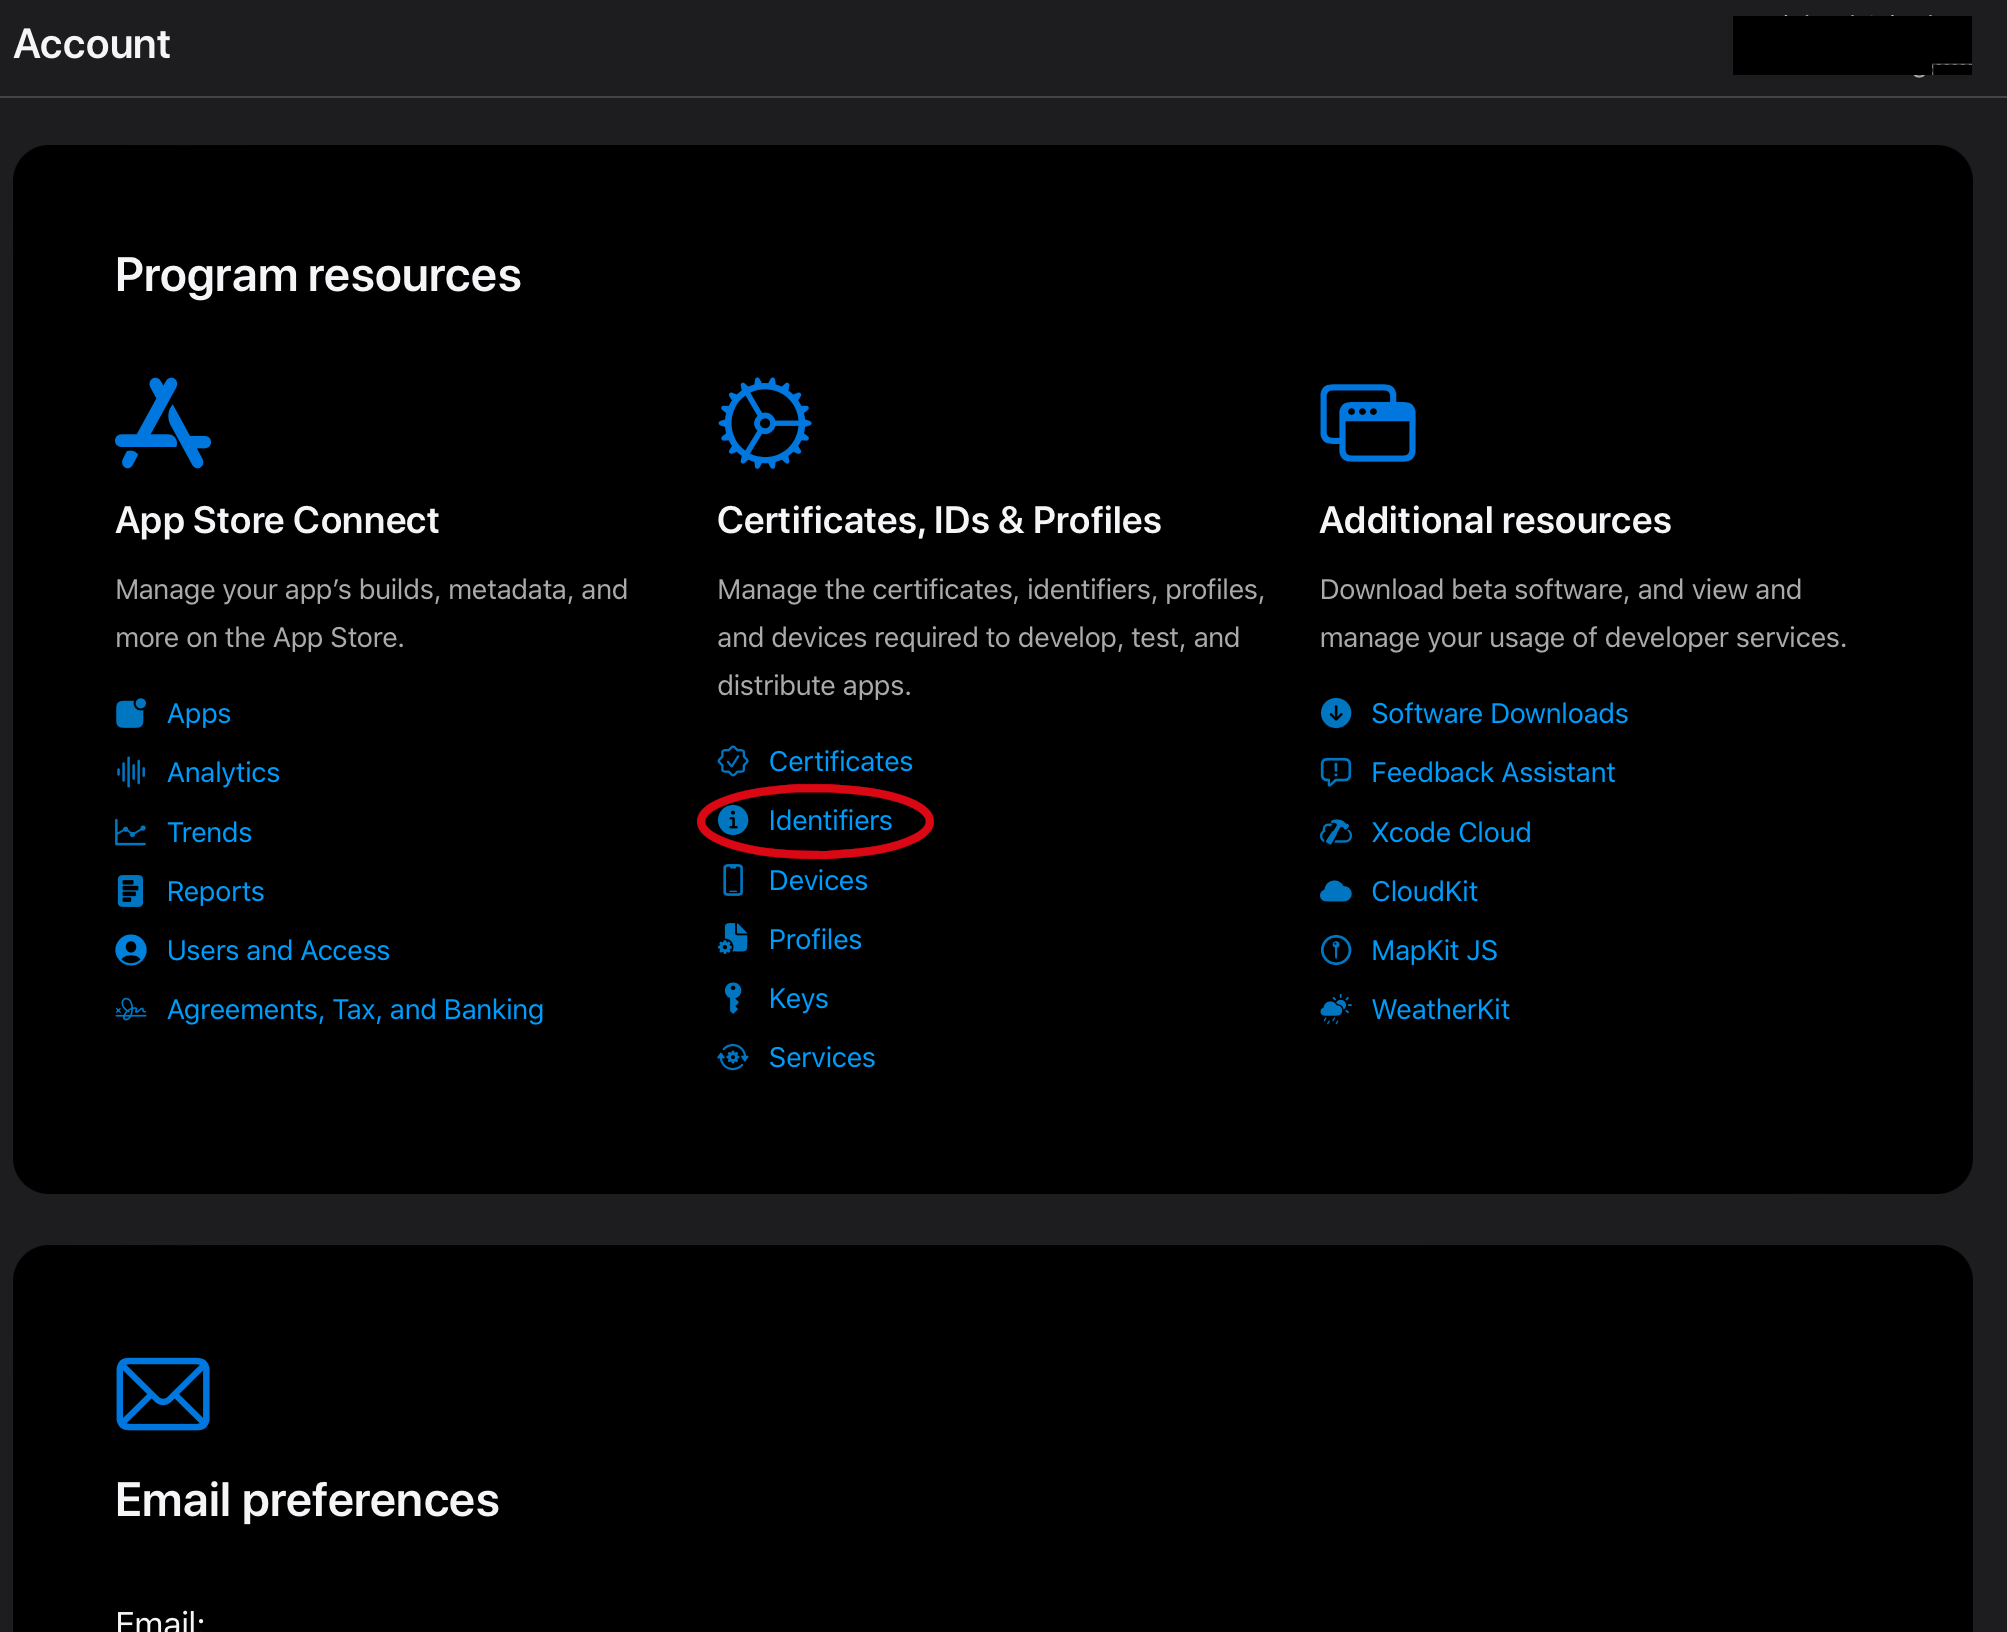 Account
Program resources
App Store Connect
Manage your app’s builds, metadata, and
more on the App Store.
Apps
Analytics
Trends
Reports
Users and Access
Agreements, Tax, and Banking
Certificates, IDs & Profiles
Manage the certificates, identifiers, profiles,
and devices required to develop, test, and
distribute apps.
Certificates
Identifiers
Devices
Profiles
Keys
Services
Additional resources
Download beta software, and view and
manage your usage of developer services.
Software Downloads
Feedback Assistant
Xcode Cloud
CloudKit
MapKit JS
WeatherKit
Email preferences
Email: